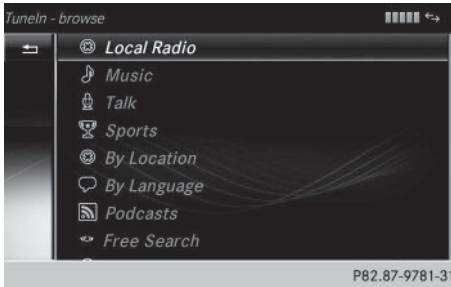 TuneIn - browse
Local Radio
Music
Talk
Sports
By Location
By Language
Podcasts
Free Search
P82.87-9781-31